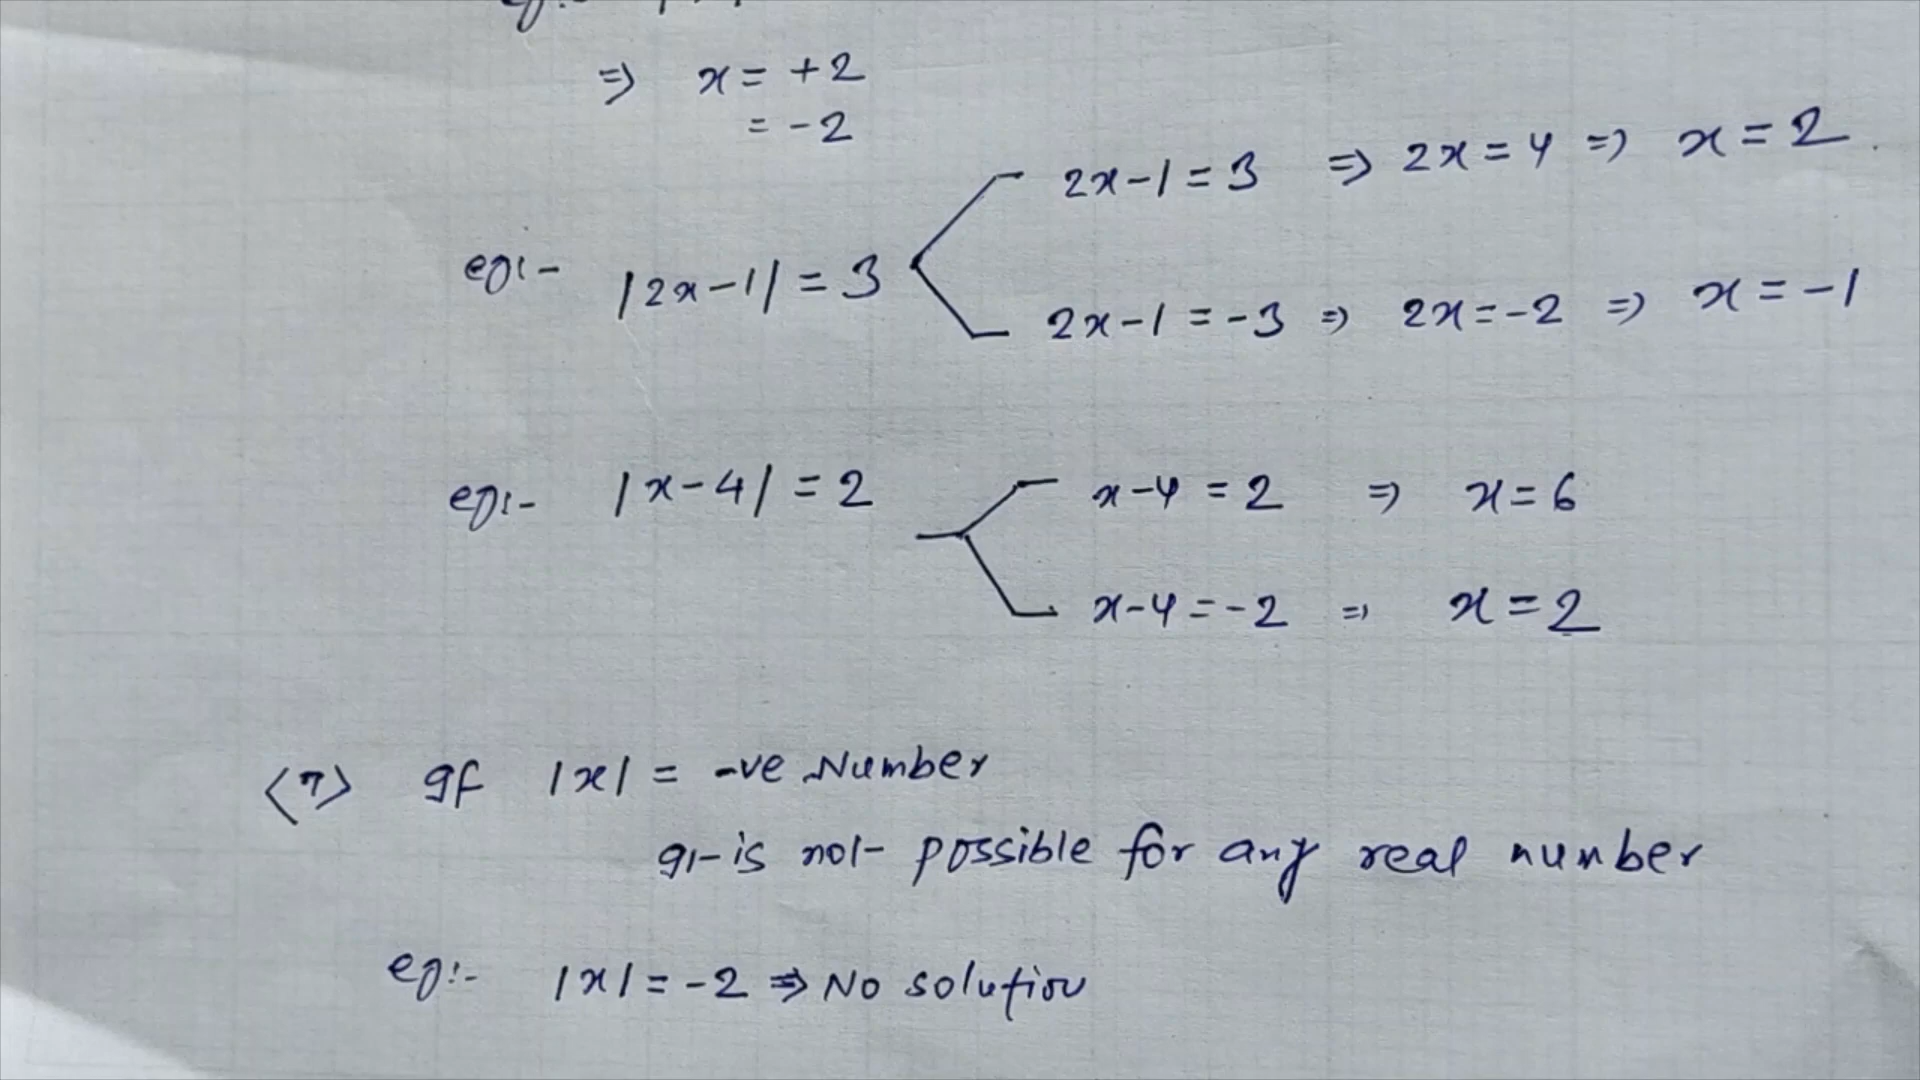 ⇒ x = +2
= -2
eg:- |2x-1| = 3
2x-1 = 3 ⇒ 2x = 4 ⇒ x = 2
2x-1 = -3 ⇒ 2x = -2 ⇒ x = -1
eg:- |x-4| = 2
x-4 = 2 ⇒ x = 6
x-4 = -2 ⇒ x = 2
<7> If |x| = -ve Number
It is not possible for any real number
eg:- |x| = -2 ⇒ No solution